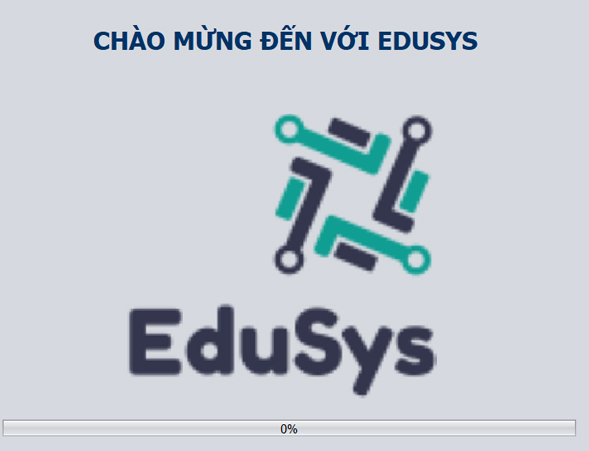 CHÀO MỪNG ĐẾN VỚI EDUSYS
EduSys
0%